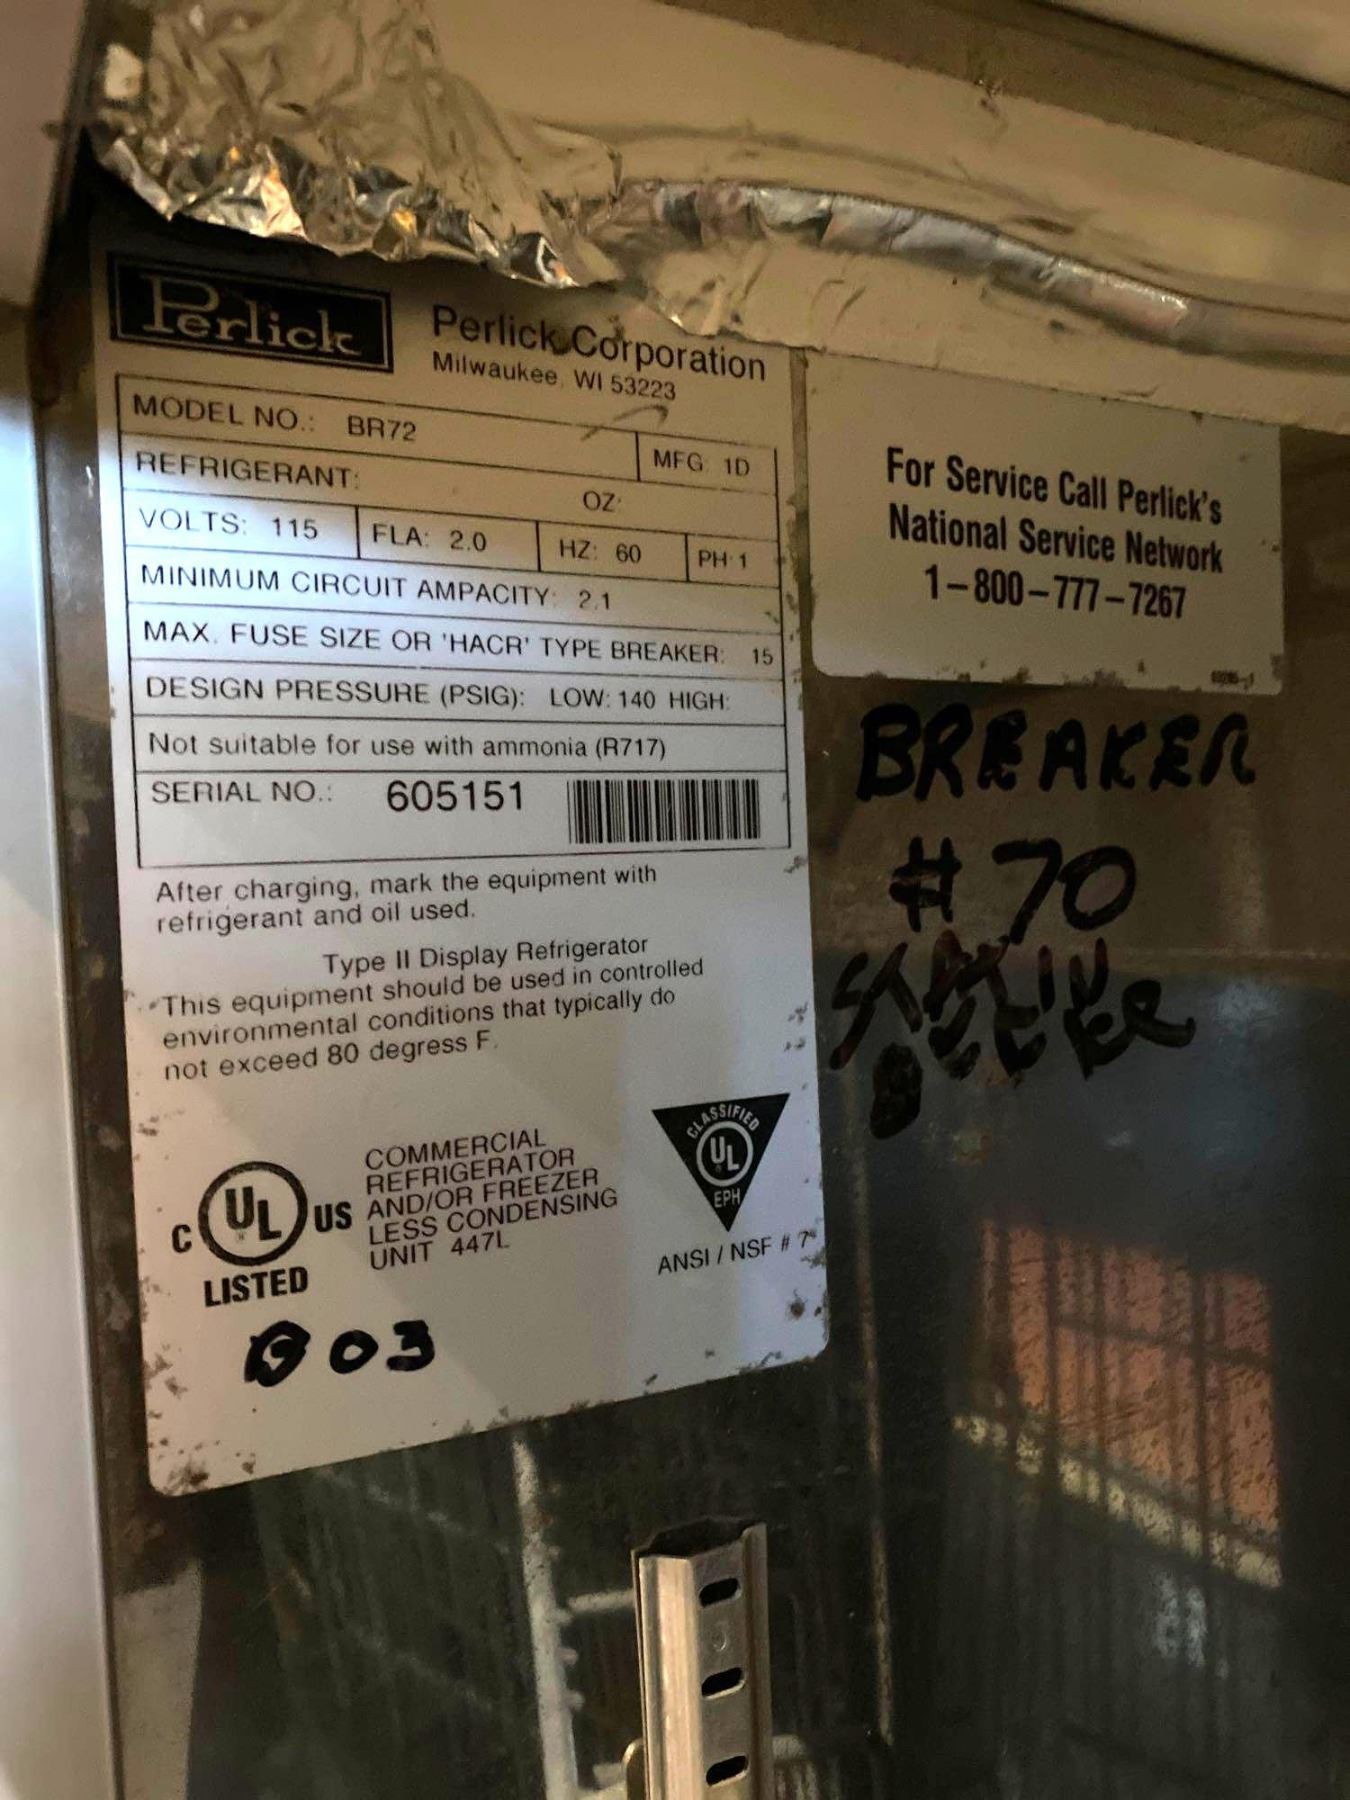 Perlick
Perlick Corporation
Milwaukee, WI 53223
MODEL NO.: BR72
MFG: 1D
REFRIGERANT: OZ:
VOLTS: 115 FLA: 2.0 HZ: 60 PH: 1
MINIMUM CIRCUIT AMPACITY: 2.1
MAX. FUSE SIZE OR 'HACR' TYPE BREAKER: 15
DESIGN PRESSURE (PSIG): LOW: 140 HIGH:
Not suitable for use with ammonia (R717)
SERIAL NO.: 605151
After charging, mark the equipment with
refrigerant and oil used.
Type II Display Refrigerator
This equipment should be used in controlled
environmental conditions that typically do
not exceed 80 degress F.
C UL US
LISTED
COMMERCIAL
REFRIGERATOR
AND/OR FREEZER
LESS CONDENSING
UNIT 447L
CLASSIFIED
UL
EPH
ANSI / NSF # 7
003
For Service Call Perlick's
National Service Network
1-800-777-7267
BREAKER
# 70